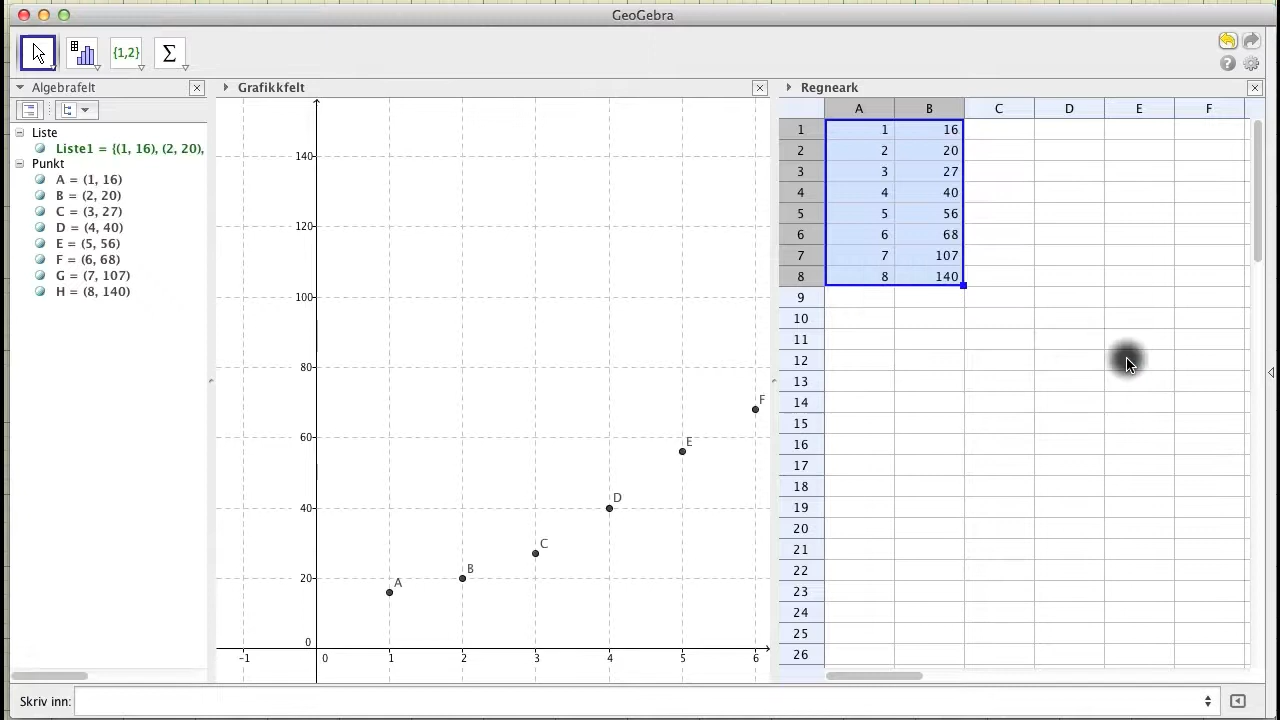 GeoGebra
{1,2} Σ
Algebrafelt
Grafikkfelt
Regneark
Liste
Liste1 = {(1, 16), (2, 20),
Punkt
A = (1, 16)
B = (2, 20)
C = (3, 27)
D = (4, 40)
E = (5, 56)
F = (6, 68)
G = (7, 107)
H = (8, 140)
140
120
100
80
60
40
20
0
-1 0 1 2 3 4 5 6
A
B
C
D
E
F
A B C D E F
1 1 16
2 2 20
3 3 27
4 4 40
5 5 56
6 6 68
7 7 107
8 8 140
9
10
11
12
13
14
15
16
17
18
19
20
21
22
23
24
25
26
Skriv inn: